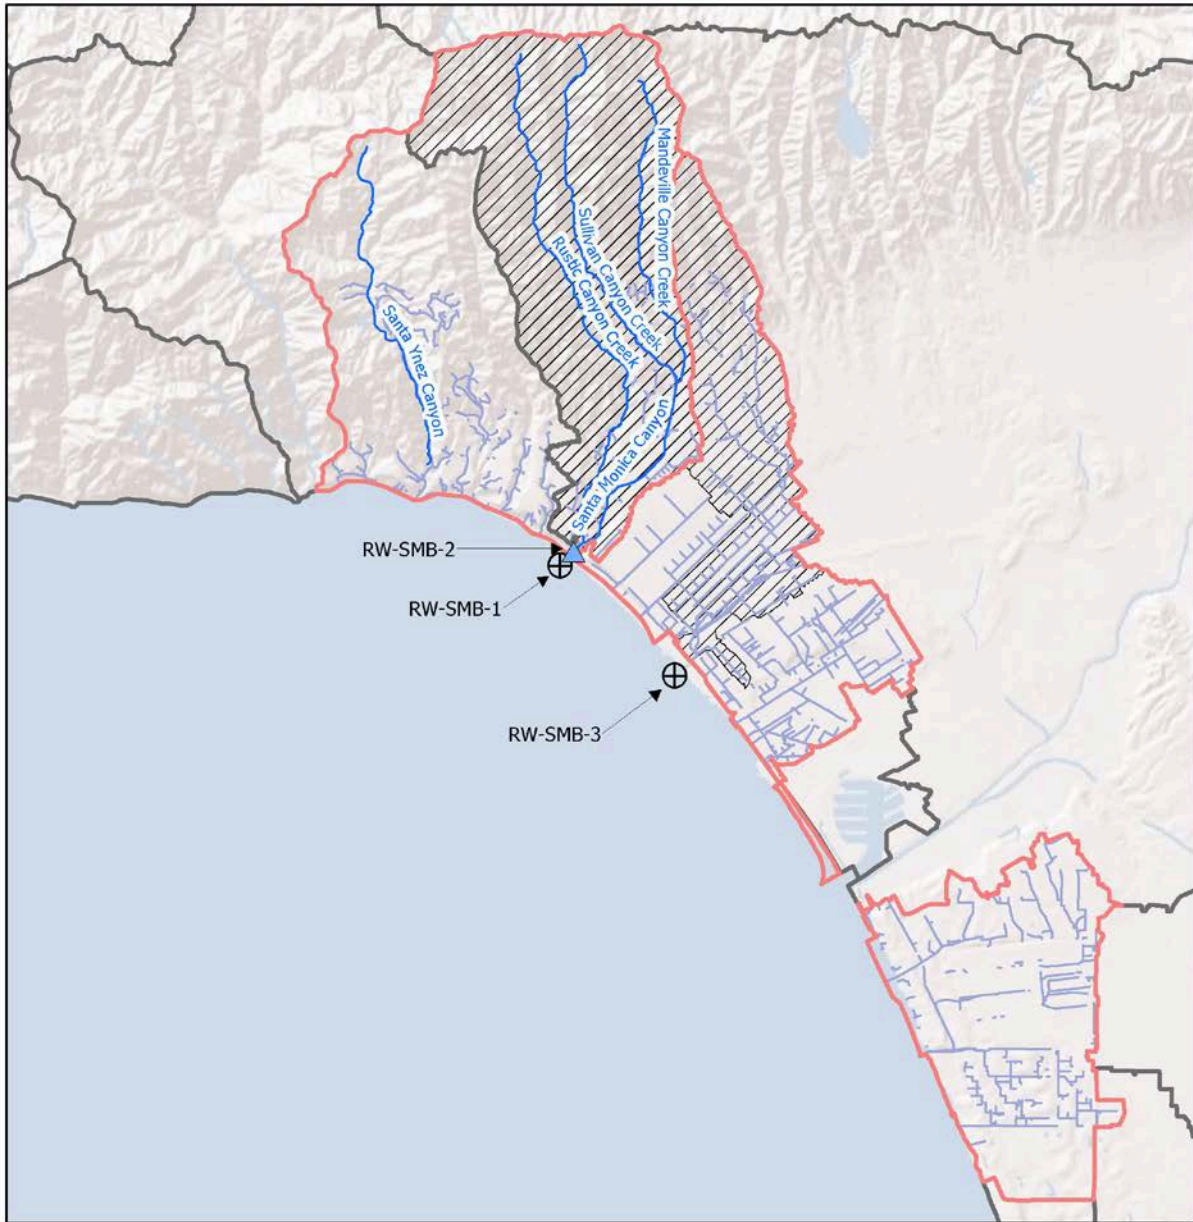 Mandeville Canyon Creek
Sullivan Canyon Creek
Rustic Canyon Creek
Santa Ynez Canyon
Santa Monica Canyon
RW-SMB-2
RW-SMB-1
RW-SMB-3